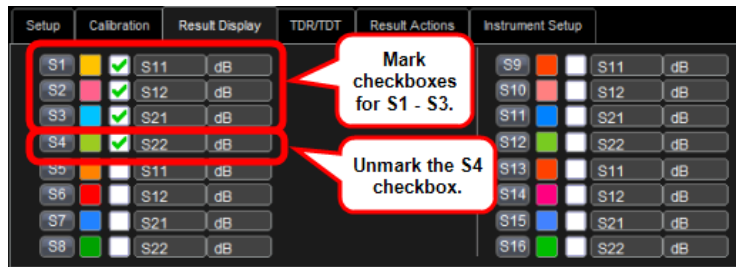 Setup Calibration Result Display TDR/TDT Result Actions Instrument Setup
S1 S11 dB
S2 S12 dB
S3 S21 dB
S4 S22 dB
S5 S11 dB
S6 S12 dB
S7 S21 dB
S8 S22 dB
Mark
checkboxes
for S1 - S3.
Unmark the S4
checkbox.
S9 S11 dB
S10 S12 dB
S11 S21 dB
S12 S22 dB
S13 S11 dB
S14 S12 dB
S15 S21 dB
S16 S22 dB